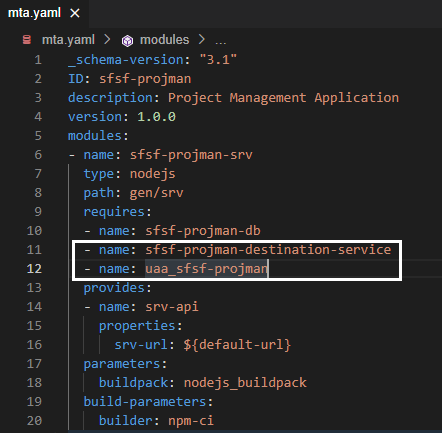 mta.yaml ×
mta.yaml > modules > ...
1 _schema-version: "3.1"
2 ID: sfsf-projman
3 description: Project Management Application
4 version: 1.0.0
5 modules:
6 - name: sfsf-projman-srv
7 type: nodejs
8 path: gen/srv
9 requires:
10 - name: sfsf-projman-db
11 - name: sfsf-projman-destination-service
12 - name: uaa_sfsf-projman
13 provides:
14 - name: srv-api
15 properties:
16 srv-url: ${default-url}
17 parameters:
18 buildpack: nodejs_buildpack
19 build-parameters:
20 builder: npm-ci